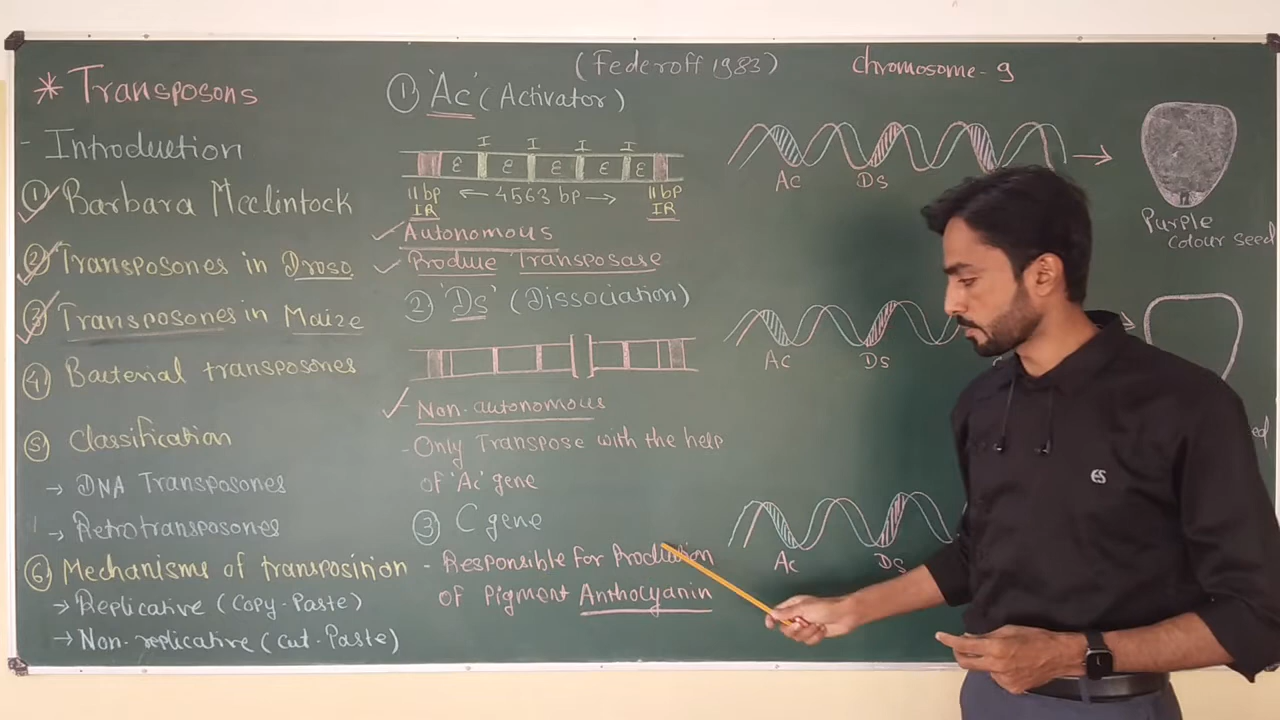 * Transposons
- Introduction
① Barbara Mcclintock
② Transposones in Droso
③ Transposones in Maize
④ Bacterial transposones
⑤ Classification
→ DNA Transposones
→ Retrotransposones
⑥ Mechanisms of transposition
→ Replicative (Copy-Paste)
→ Non-replicative (Cut-Paste)
(Federoff 1983)
① 'Ac' (Activator)
I I I I
ε ε ε ε ε
11bp ← 4563 bp → 11bp
IR IR
Autonomous
Produce Transposase
② 'Ds' (Dissociation)
Non-autonomous
- Only Transpose with the help
of 'Ac' gene
③ C gene
- Responsible For Production
of Pigment Anthocyanin
chromosome-9
Ac Ds
→
Purple
Colour seed
Ac Ds
Ac Ds
ES